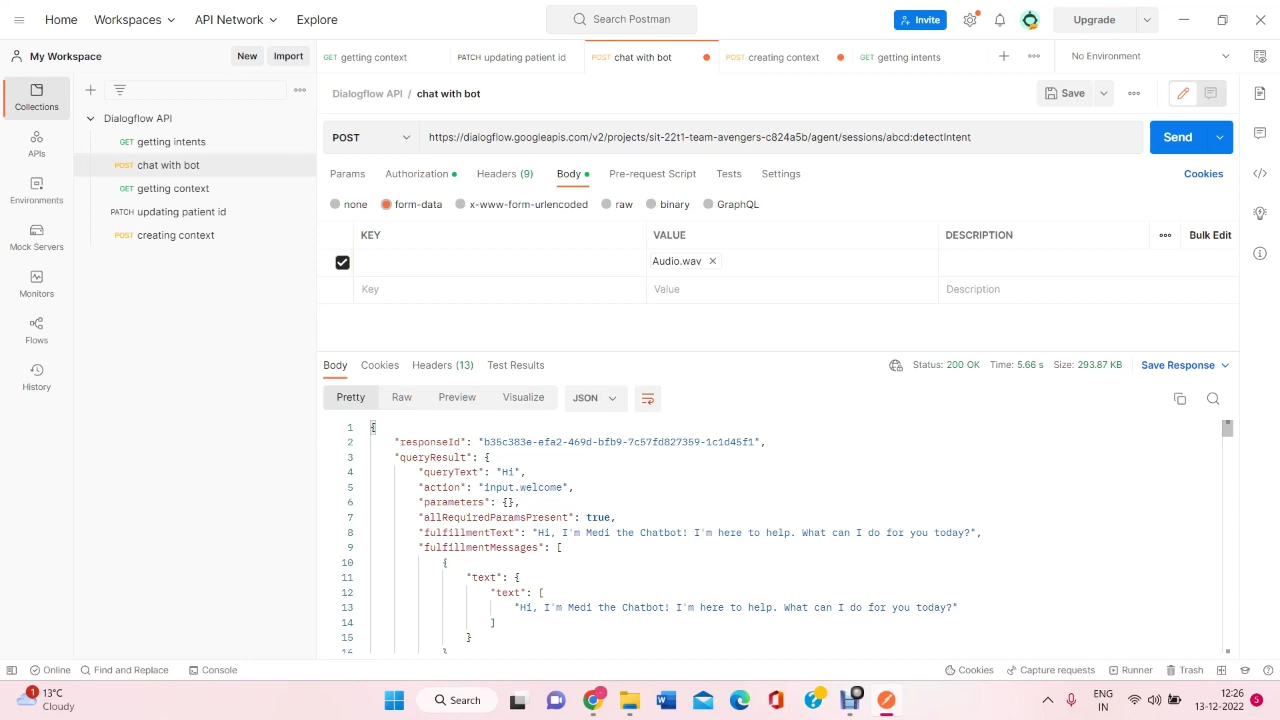 Home Workspaces API Network Explore Search Postman Invite Upgrade
My Workspace New Import GET getting context PATCH updating patient id POST chat with bot POST creating context GET getting intents No Environment
Collections
APIs
Environments
Mock Servers
Monitors
Flows
History
Dialogflow API
GET getting intents
POST chat with bot
GET getting context
PATCH updating patient id
POST creating context
Dialogflow API / chat with bot Save
POST https://dialogflow.googleapis.com/v2/projects/sit-22t1-team-avengers-c824a5b/agent/sessions/abcd:detectIntent Send
Params Authorization Headers (9) Body Pre-request Script Tests Settings Cookies
none form-data x-www-form-urlencoded raw binary GraphQL
KEY VALUE DESCRIPTION Bulk Edit
Audio.wav
Key Value Description
Body Cookies Headers (13) Test Results Status: 200 OK Time: 5.66 s Size: 293.87 KB Save Response
Pretty Raw Preview Visualize JSON
1 {
2 "responseId": "b35c383e-efa2-469d-bfb9-7c57fd827359-1c1d45f1",
3 "queryResult": {
4 "queryText": "Hi",
5 "action": "input.welcome",
6 "parameters": {},
7 "allRequiredParamsPresent": true,
8 "fulfillmentText": "Hi, I'm Medi the Chatbot! I'm here to help. What can I do for you today?",
9 "fulfillmentMessages": [
10 {
11 "text": {
12 "text": [
13 "Hi, I'm Medi the Chatbot! I'm here to help. What can I do for you today?"
14 ]
15 }
16 }
Online Find and Replace Console Cookies Capture requests Runner Trash
1 13°C Search ENG 12:26 5
Cloudy IN 13-12-2022